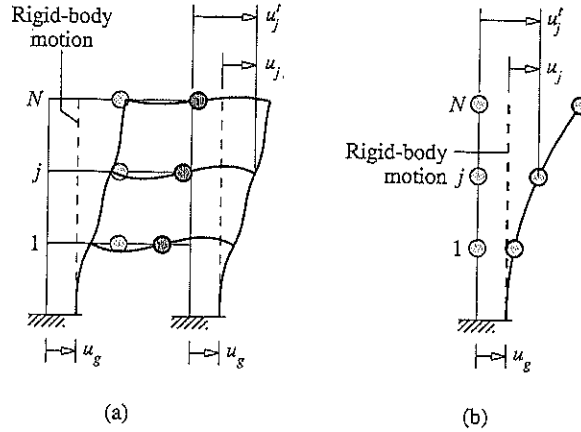 Rigid-body
motion
u_j^t
u_j
N
j
1
u_g
u_g
(a)
u_j^t
u_j
N
Rigid-body
motion j
1
u_g
(b)